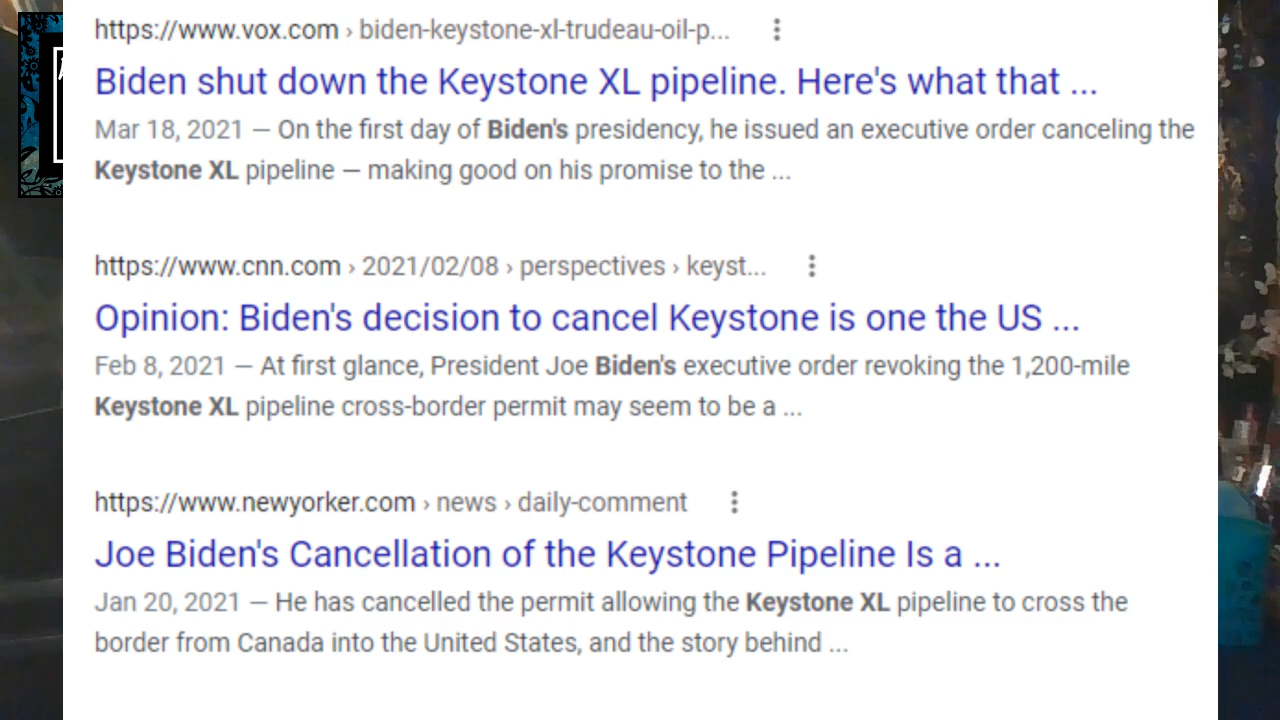 https://www.vox.com › biden-keystone-xl-trudeau-oil-p...
Biden shut down the Keystone XL pipeline. Here's what that ...
Mar 18, 2021 — On the first day of Biden's presidency, he issued an executive order canceling the
Keystone XL pipeline — making good on his promise to the ...
https://www.cnn.com › 2021/02/08 › perspectives › keyst...
Opinion: Biden's decision to cancel Keystone is one the US ...
Feb 8, 2021 — At first glance, President Joe Biden's executive order revoking the 1,200-mile
Keystone XL pipeline cross-border permit may seem to be a ...
https://www.newyorker.com › news › daily-comment
Joe Biden's Cancellation of the Keystone Pipeline Is a ...
Jan 20, 2021 — He has cancelled the permit allowing the Keystone XL pipeline to cross the
border from Canada into the United States, and the story behind ...